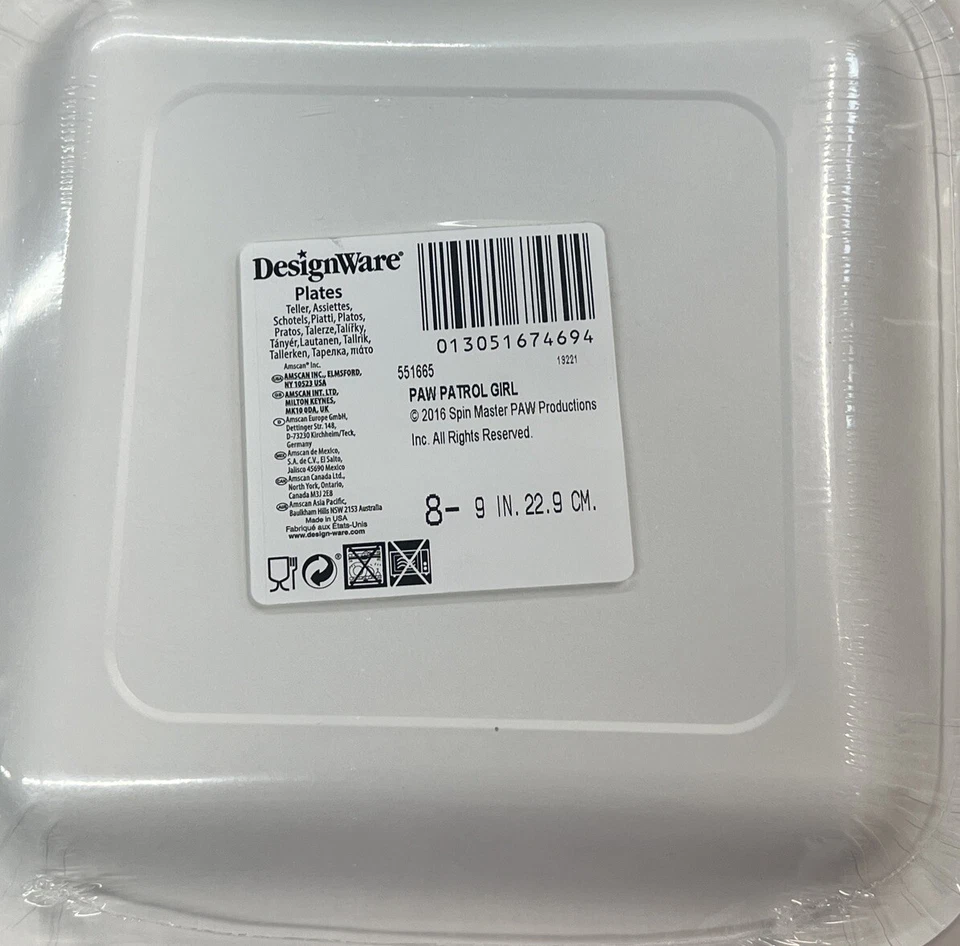 DesignWare®
Plates
Teller, Assiettes,
Schotels, Piatti, Platos,
Pratos, Talerze, Talířky,
Tányér, Lautanen, Tallrik,
Tallerken, Тарелка, πιάτο
Amscan® Inc.
USA AMSCAN INC., ELMSFORD,
NY 10523 USA
GB AMSCAN INT. LTD,
MILTON KEYNES,
MK10 0DA, UK
D Amscan Europe GmbH,
Dettinger Str. 148,
D-73230 Kirchheim/Teck,
Germany
MEX Amscan de Mexico,
S.A. de C.V., El Salto,
Jalisco 45690 Mexico
CAN Amscan Canada Ltd.,
North York, Ontario,
Canada M3J 2E8
AUS Amscan Asia Pacific,
Baulkham Hills NSW 2153 Australia
Made in USA
Fabriqué aux États-Unis
www.design-ware.com
®
013051674694
19221
551665
PAW PATROL GIRL
© 2016 Spin Master PAW Productions
Inc. All Rights Reserved.
8- 9 IN. 22.9 CM.